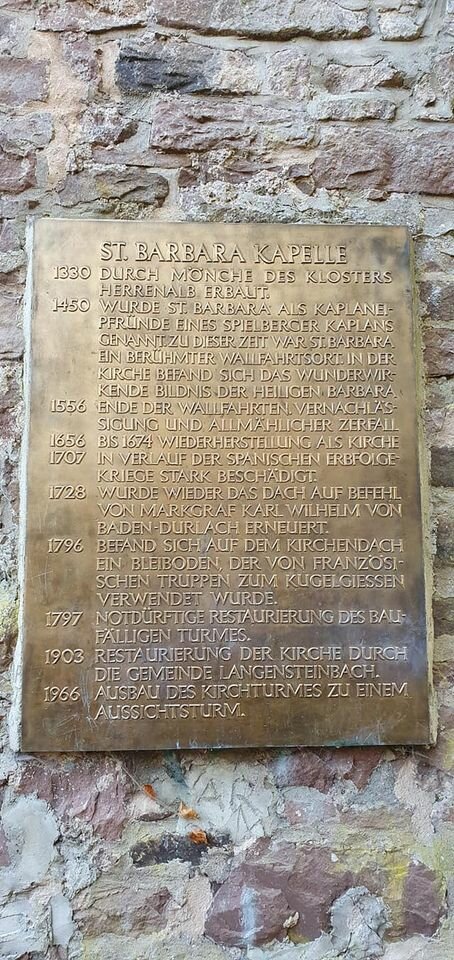 ST. BARBARA KAPELLE
1330 DURCH MÖNCHE DES KLOSTERS
HERRENALB ERBAUT.
1450 WURDE ST. BARBARA ALS KAPLANEI-
PFRÜNDE EINES SPIELBERGER KAPLANS
GENANNT. ZU DIESER ZEIT WAR ST. BARBARA
EIN BERÜHMTER WALLFAHRTSORT. IN DER
KIRCHE BEFAND SICH DAS WUNDERWIR-
KENDE BILDNIS DER HEILIGEN BARBARA.
1556 ENDE DER WALLFAHRTEN. VERNACHLÄS-
SIGUNG UND ALLMÄHLICHER ZERFALL
1656 BIS 1674 WIEDERHERSTELLUNG ALS KIRCHE
1707 IN VERLAUF DER SPANISCHEN ERBFOLGE-
KRIEGE STARK BESCHÄDIGT.
1728 WURDE WIEDER DAS DACH AUF BEFEHL
VON MARKGRAF KARL WILHELM VON
BADEN-DURLACH ERNEUERT.
1796 BEFAND SICH AUF DEM KIRCHENDACH
EIN BLEIBODEN, DER VON FRANZÖSI-
SCHEN TRUPPEN ZUM KUGELGIESSEN
VERWENDET WURDE.
1797 NOTDÜRFTIGE RESTAURIERUNG DES BAU-
FÄLLIGEN TURMES.
1903 RESTAURIERUNG DER KIRCHE DURCH
DIE GEMEINDE LANGENSTEINBACH.
1966 AUSBAU DES KIRCHTURMES ZU EINEM
AUSSICHTSTURM.